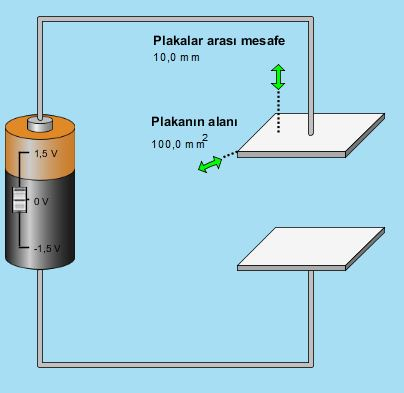 Plakalar arası mesafe
10,0 mm
Plakanın alanı
100,0 mm²
1,5 V
0 V
-1,5 V